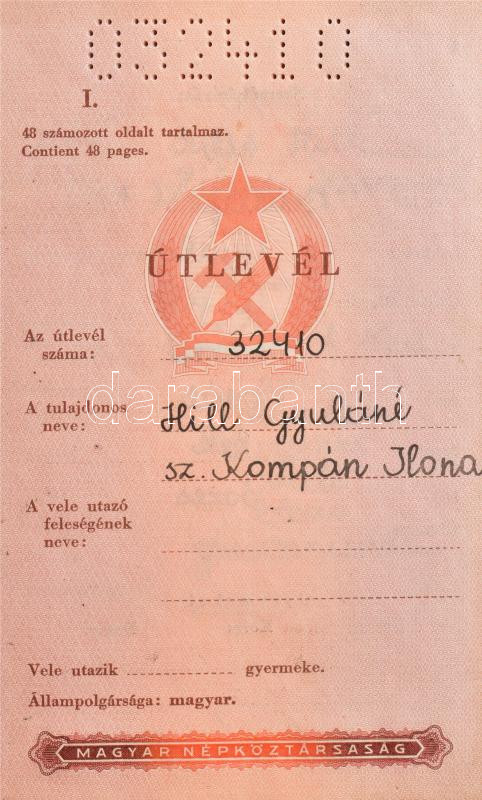 032410
I.
48 számozott oldalt tartalmaz.
Contient 48 pages.
ÚTLEVÉL
Az útlevél
száma: 32410
darabanth
A tulajdonos
neve: Hill Gyuláné
sz. Kompán Ilona
A vele utazó
feleségének
neve:
Vele utazik gyermeke.
Állampolgársága: magyar.
MAGYAR NÉPKÖZTÁRSASÁG